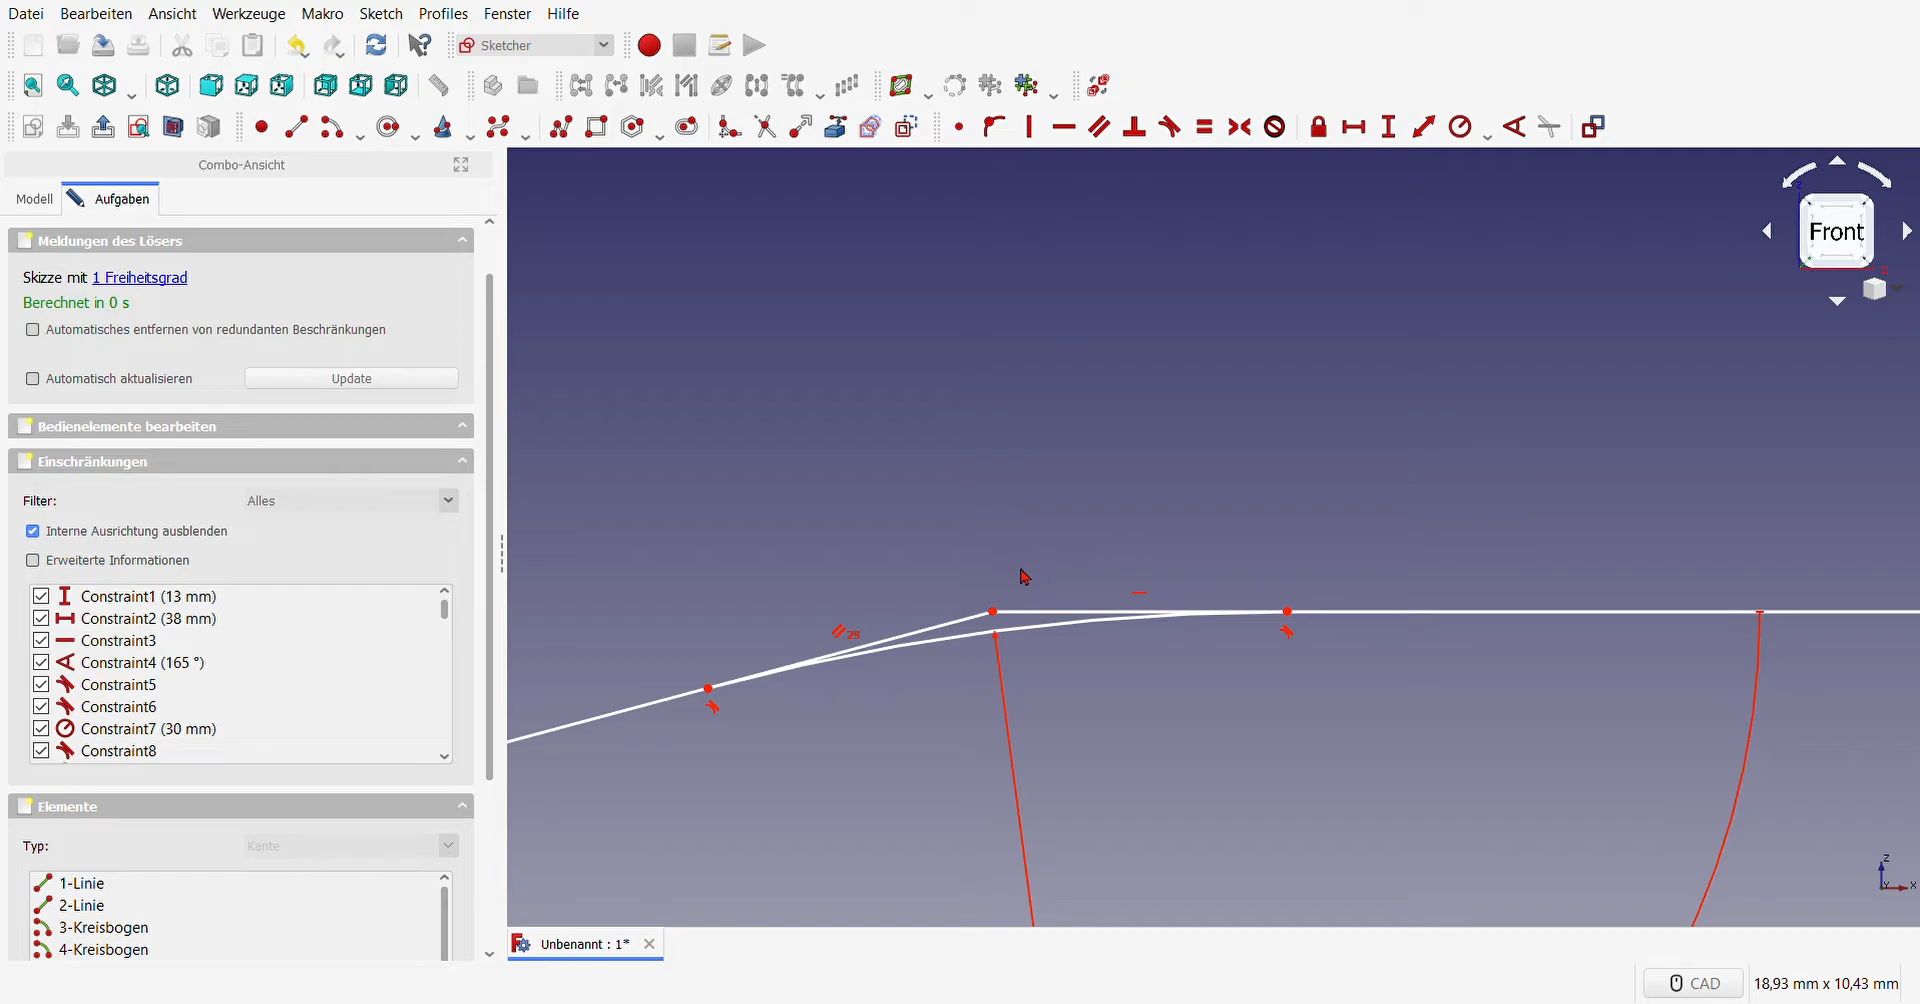 Datei Bearbeiten Ansicht Werkzeuge Makro Sketch Profiles Fenster Hilfe
Sketcher
Combo-Ansicht
Modell Aufgaben
Meldungen des Lösers
Skizze mit 1 Freiheitsgrad
Berechnet in 0 s
Automatisches entfernen von redundanten Beschränkungen
Automatisch aktualisieren Update
Bedienelemente bearbeiten
Einschränkungen
Filter: Alles
Interne Ausrichtung ausblenden
Erweiterte Informationen
Constraint1 (13 mm)
Constraint2 (38 mm)
Constraint3
Constraint4 (165 °)
Constraint5
Constraint6
Constraint7 (30 mm)
Constraint8
Elemente
Typ: Kante
1-Linie
2-Linie
3-Kreisbogen
4-Kreisbogen
29
Z
Front
X
Z
Y
X
Unbenannt : 1*
CAD 18,93 mm x 10,43 mm